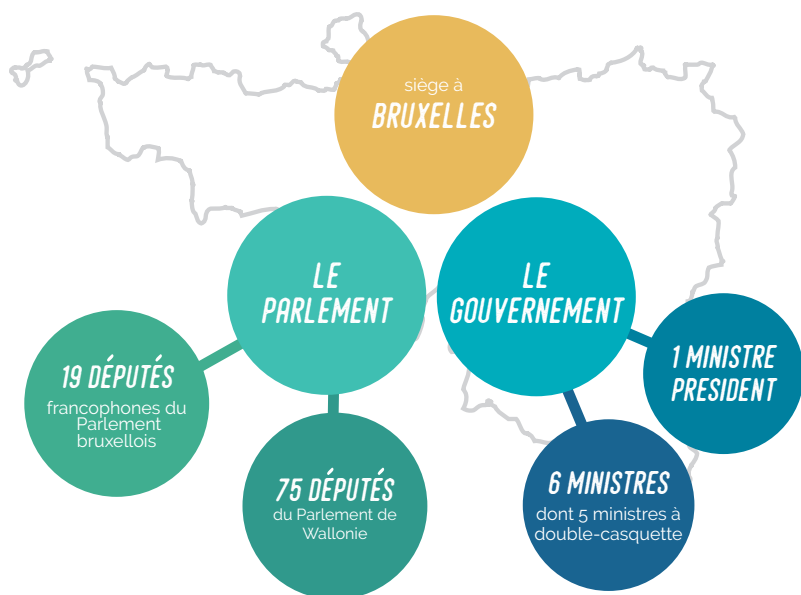 siège à
BRUXELLES
LE
PARLEMENT
LE
GOUVERNEMENT
19 DÉPUTÉS
francophones du
Parlement
bruxellois
75 DÉPUTÉS
du Parlement de
Wallonie
1 MINISTRE
PRESIDENT
6 MINISTRES
dont 5 ministres à
double-casquette